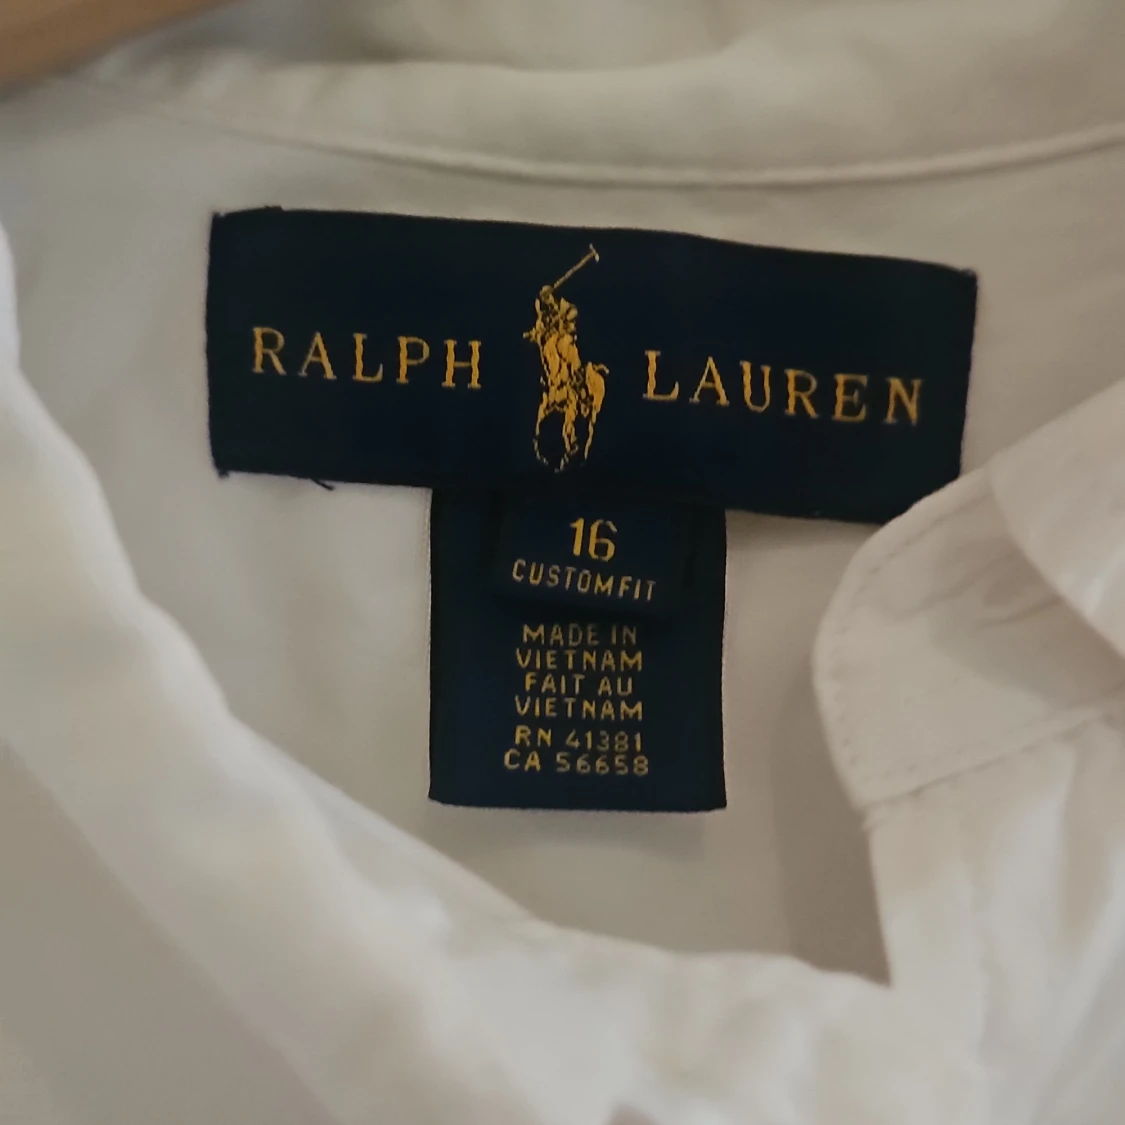 RALPH LAUREN
16
CUSTOM FIT
MADE IN
VIETNAM
FAIT AU
VIETNAM
RN 41381
CA 56658